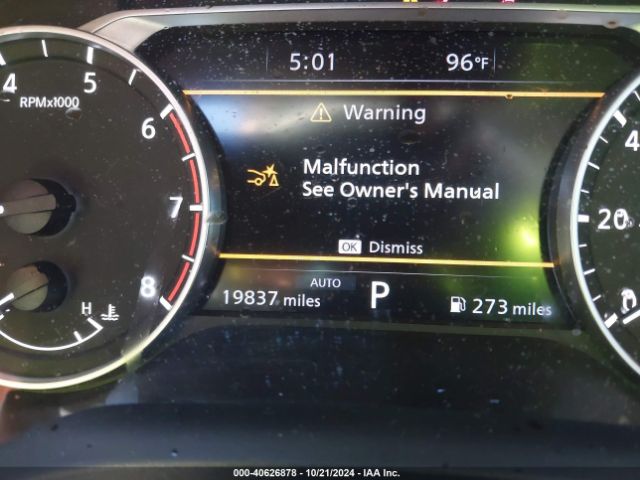 5:01 96°F
4 5 6 7 8
RPMx1000
Warning
Malfunction
See Owner's Manual
OK Dismiss
AUTO
19837 miles P 273 miles
H
20
0
000-40626878 - 10/21/2024 - IAA Inc.